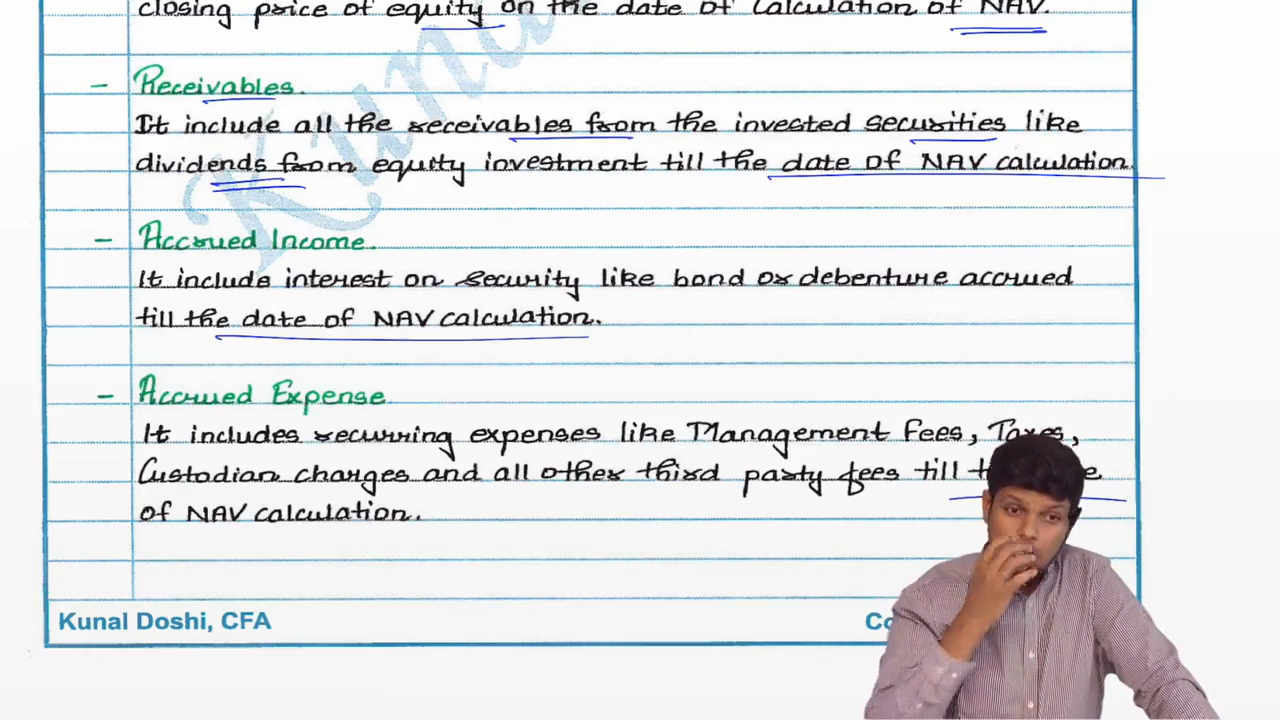 closing price of equity on the date of calculation of NAV.
- Receivables.
It include all the receivables from the invested securities like
dividends from equity investment till the date of NAV calculation.
- Accrued Income.
It include interest on security like bond or debenture accrued
till the date of NAV calculation.
- Accrued Expense
It includes recurring expenses like Management Fees, Taxes,
Custodian charges and all other third party fees till
of NAV calculation.
Kunal Doshi, CFA